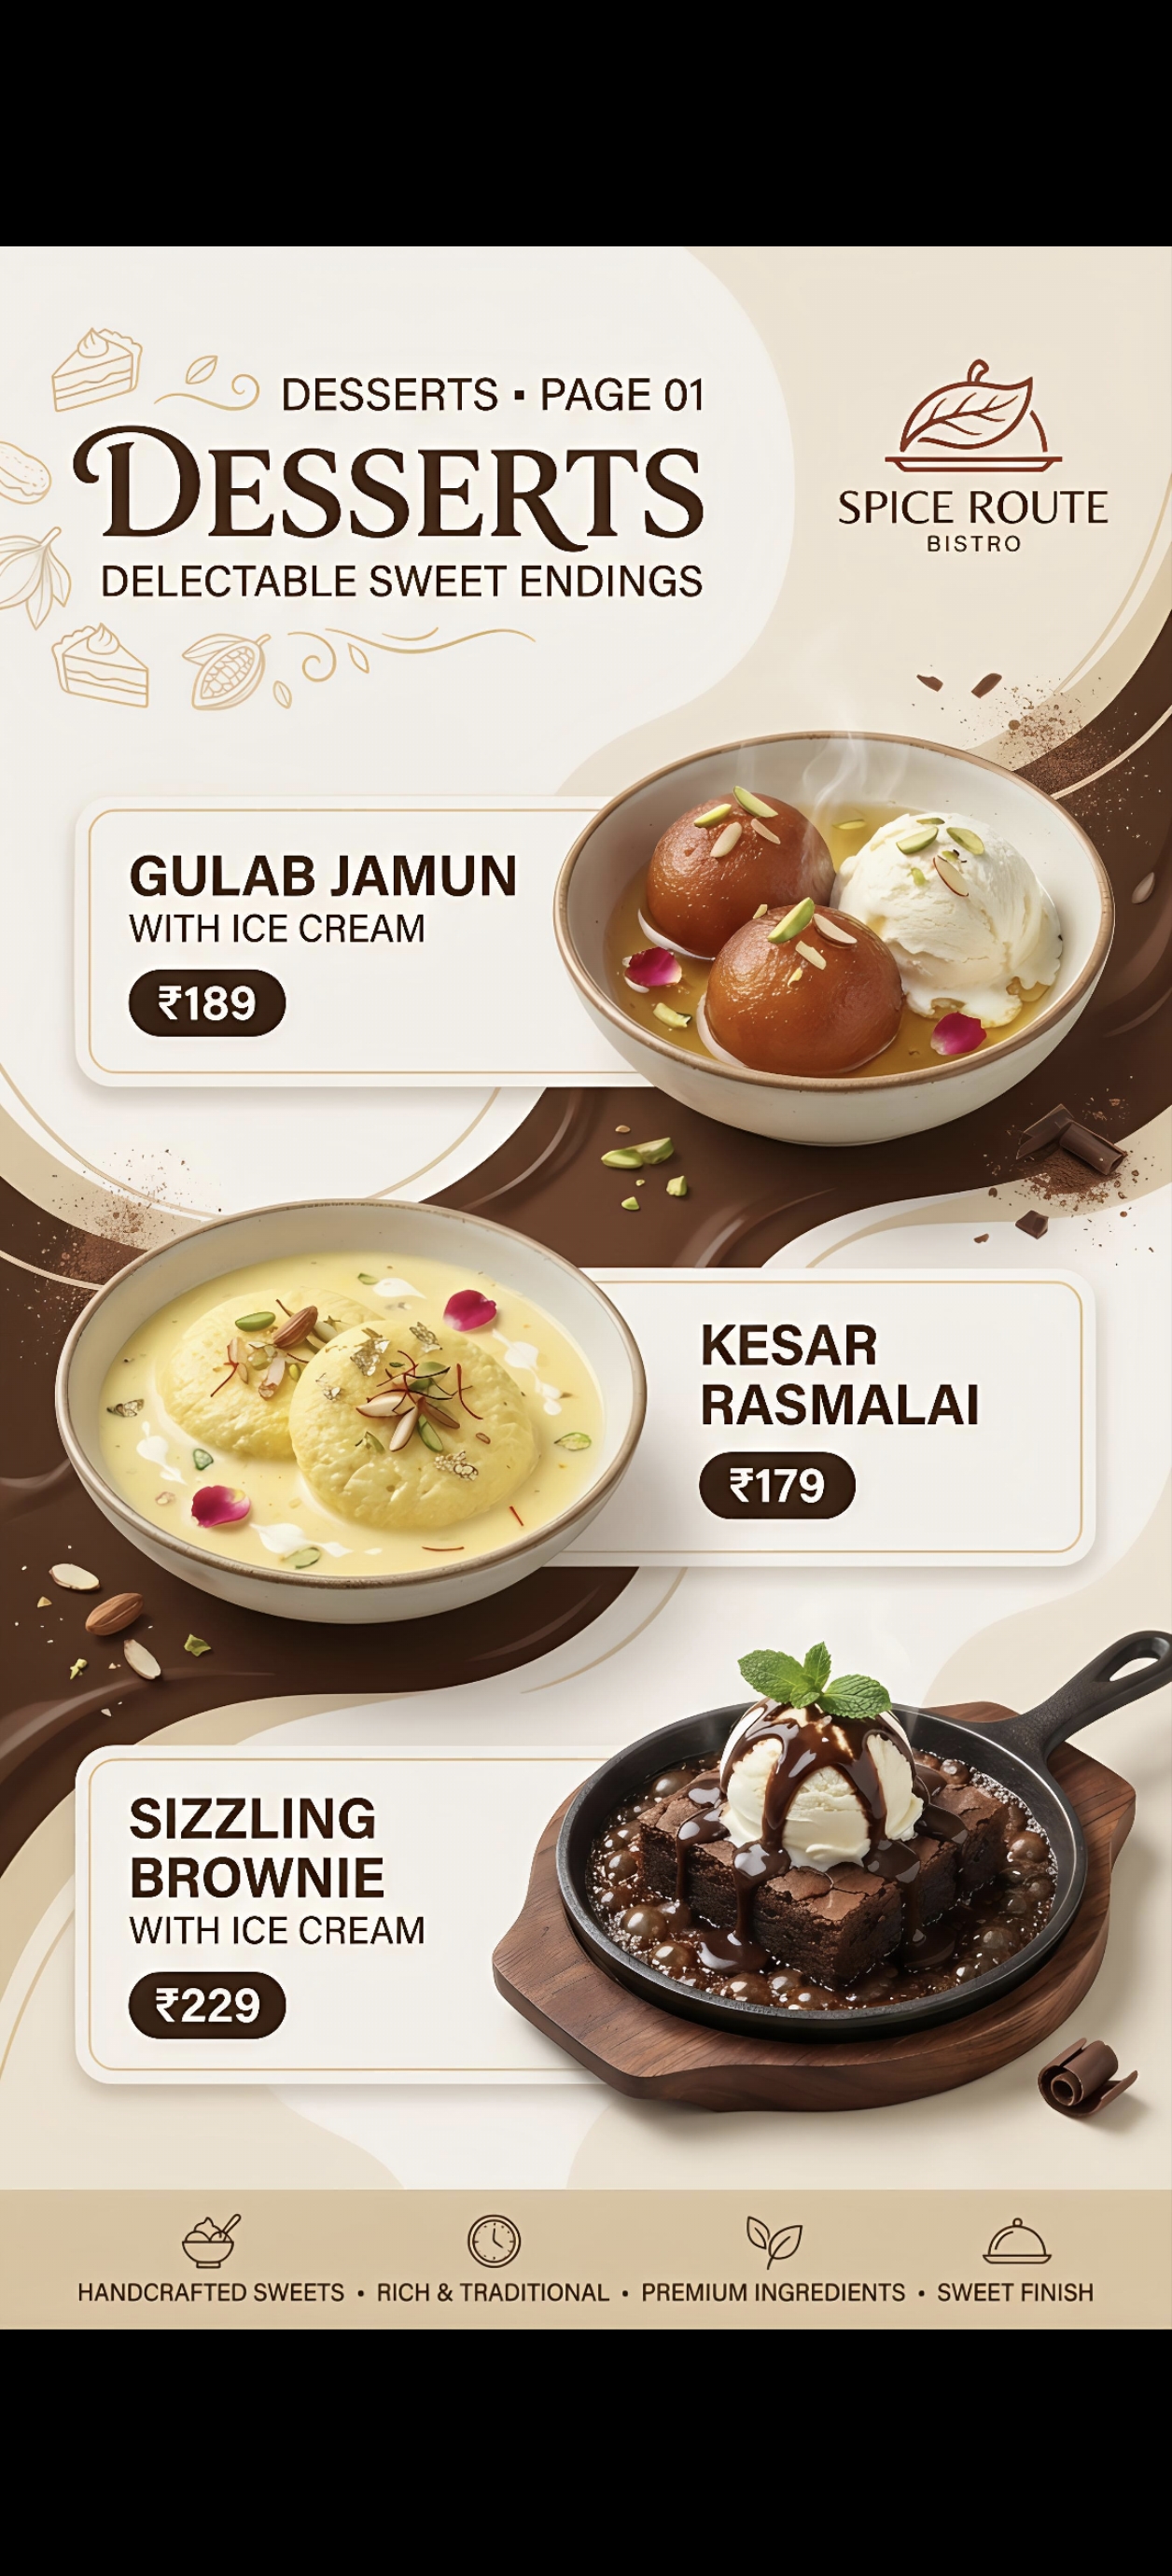 DESSERTS ▪ PAGE 01
DESSERTS
DELECTABLE SWEET ENDINGS
SPICE ROUTE
BISTRO
GULAB JAMUN
WITH ICE CREAM
₹189
KESAR
RASMALAI
₹179
SIZZLING
BROWNIE
WITH ICE CREAM
₹229
HANDCRAFTED SWEETS • RICH & TRADITIONAL • PREMIUM INGREDIENTS • SWEET FINISH